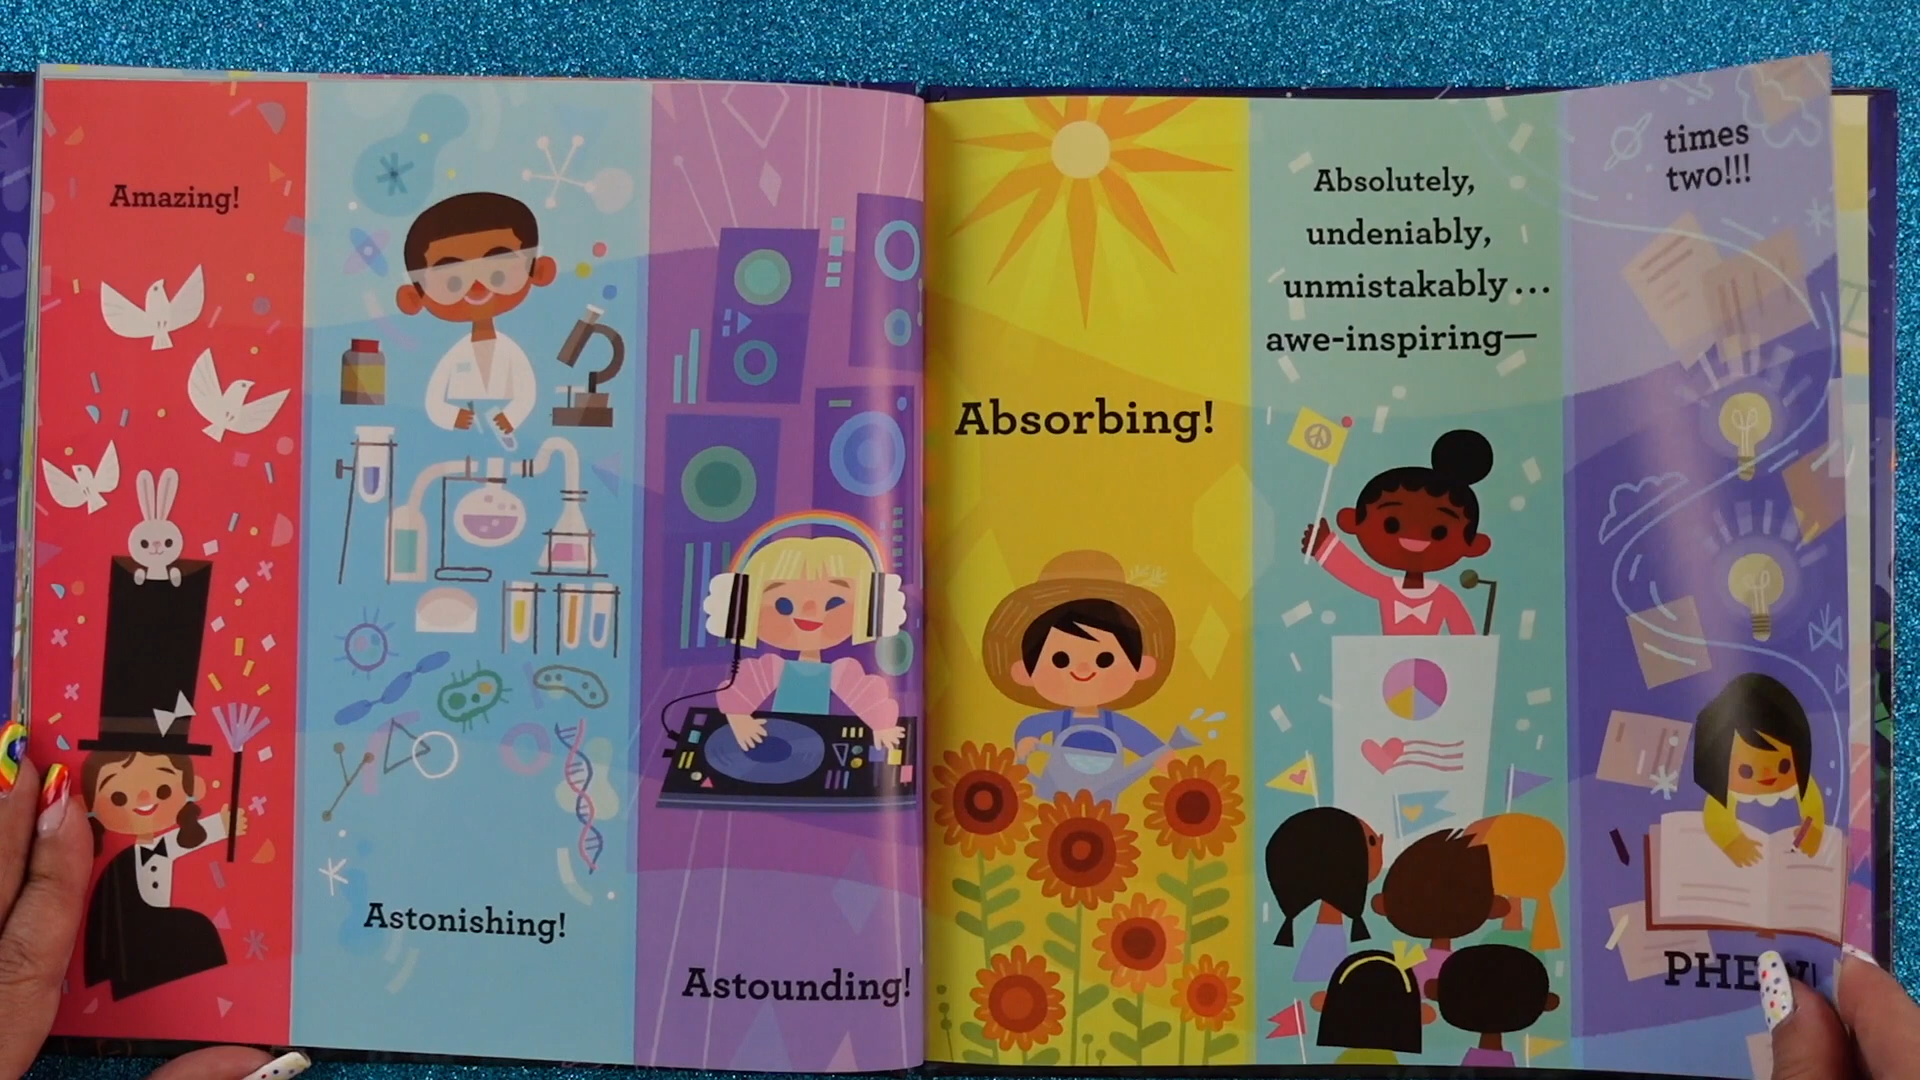 Amazing!
Astonishing!
Astounding!
Absorbing!
Absolutely,
undeniably,
unmistakably...
awe-inspiring—
times
two!!!